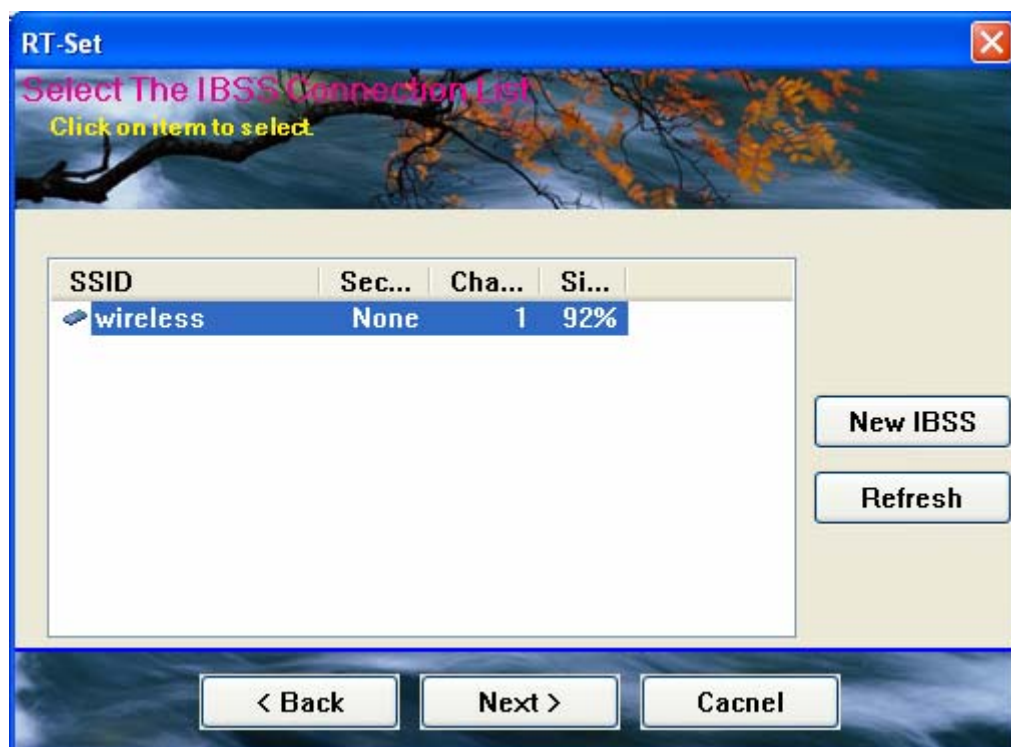 RT-Set
Select The IBSS Connection List
Click on item to select.
SSID Sec... Cha... Si...
wireless None 1 92%
New IBSS
Refresh
< Back Next > Cacnel